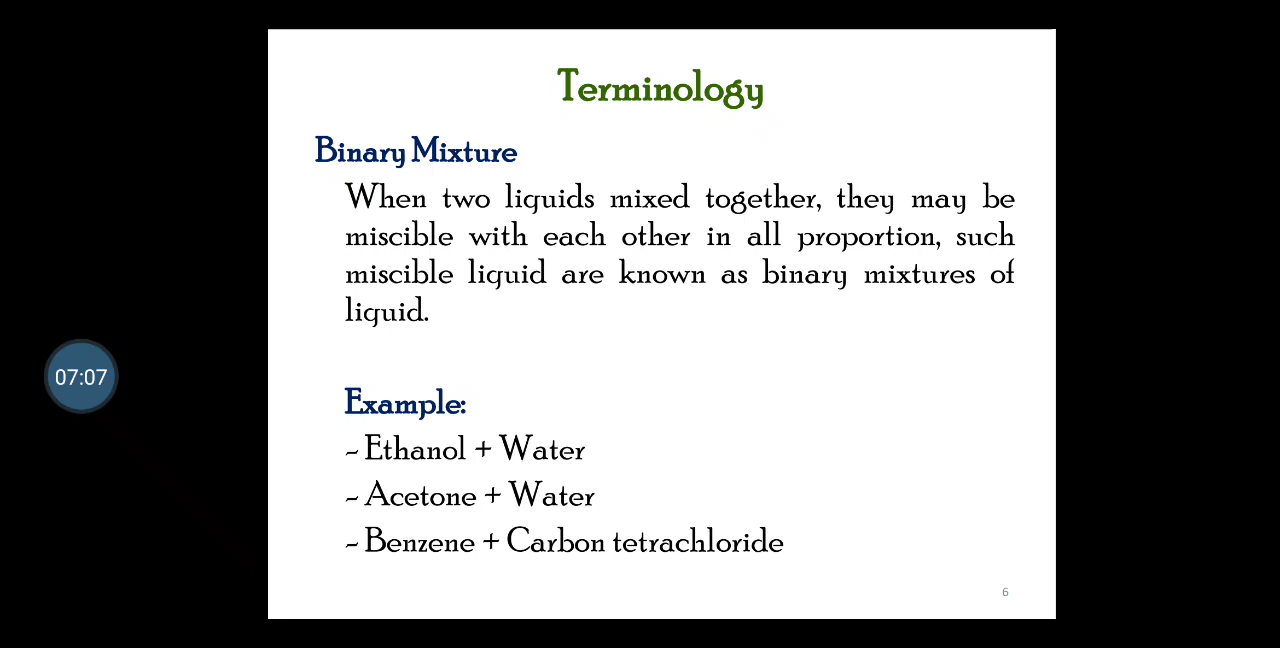 Terminology
Binary Mixture
When two liquids mixed together, they may be
miscible with each other in all proportion, such
miscible liquid are known as binary mixtures of
liquid.
07:07
Example:
- Ethanol + Water
- Acetone + Water
- Benzene + Carbon tetrachloride
6